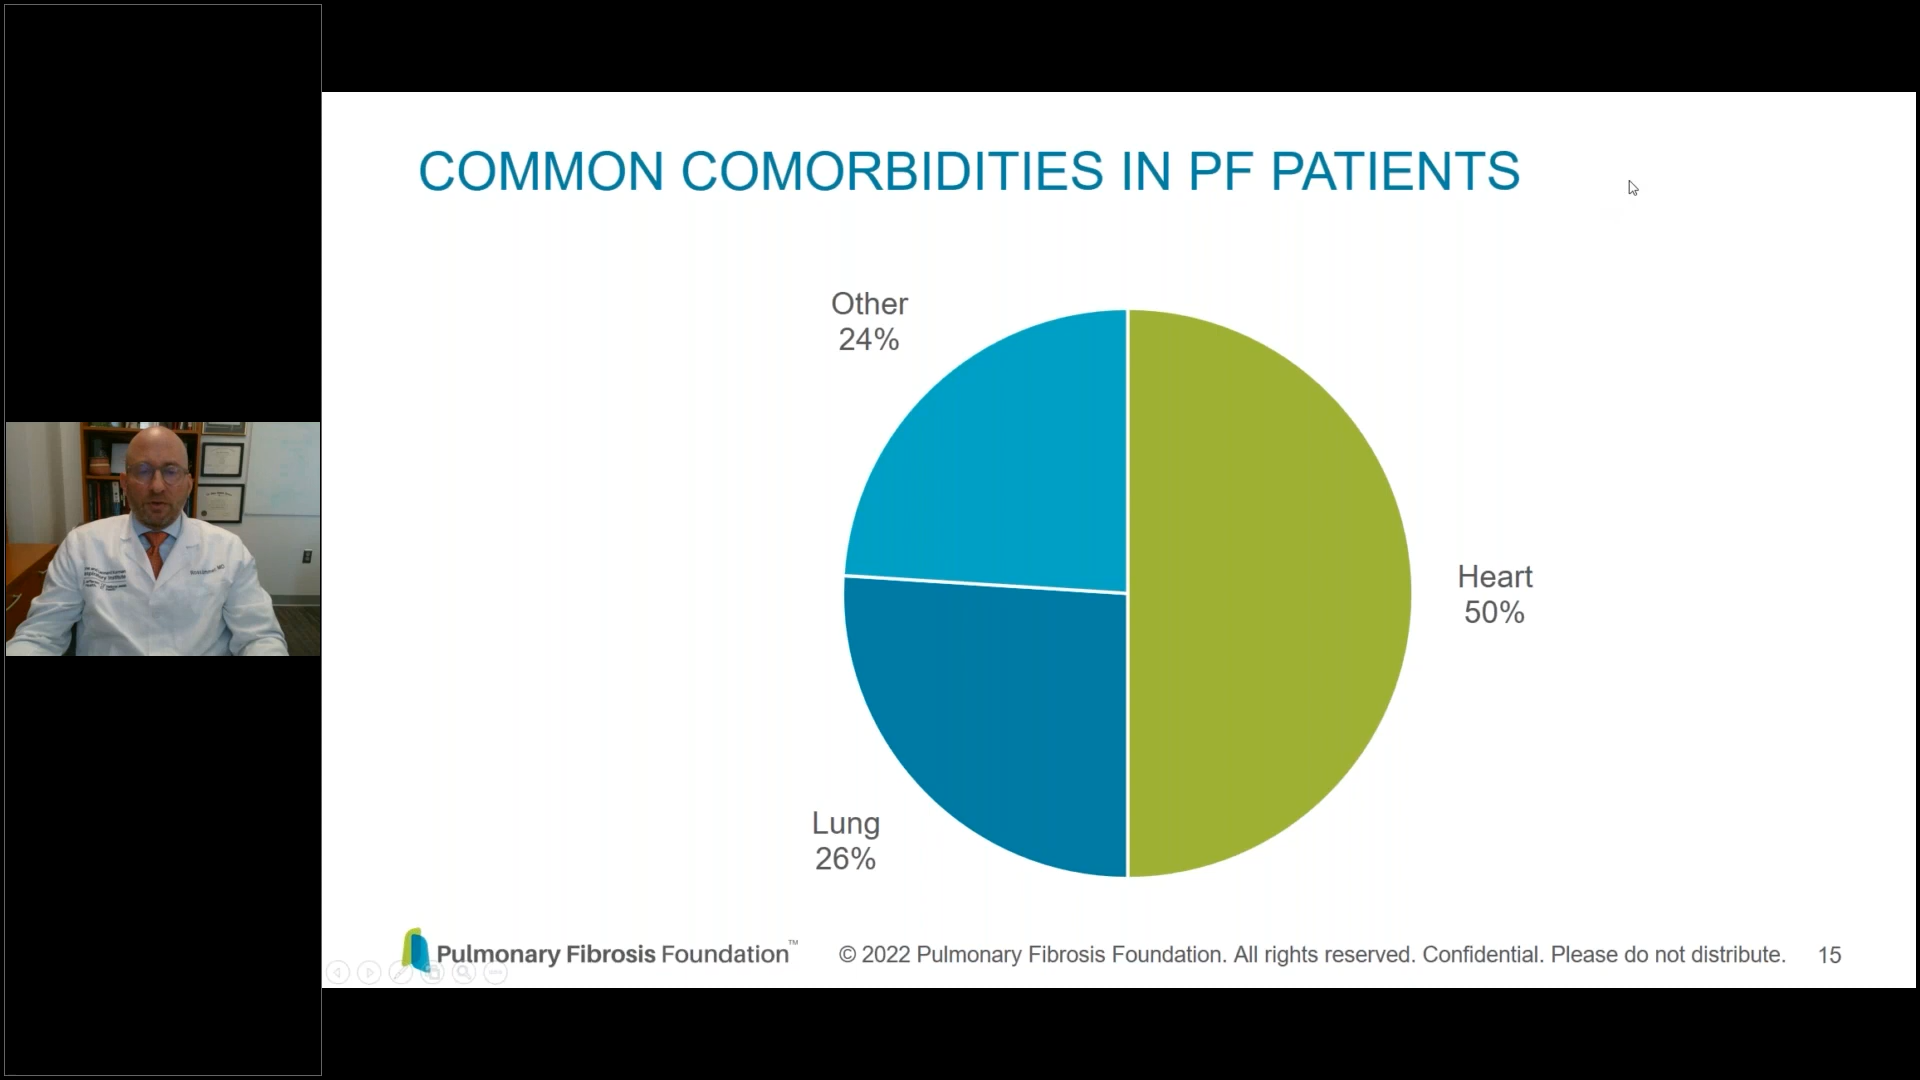 COMMON COMORBIDITIES IN PF PATIENTS
Other
24%
Heart
50%
Lung
26%
Pulmonary Fibrosis Foundation™
© 2022 Pulmonary Fibrosis Foundation. All rights reserved. Confidential. Please do not distribute.
15